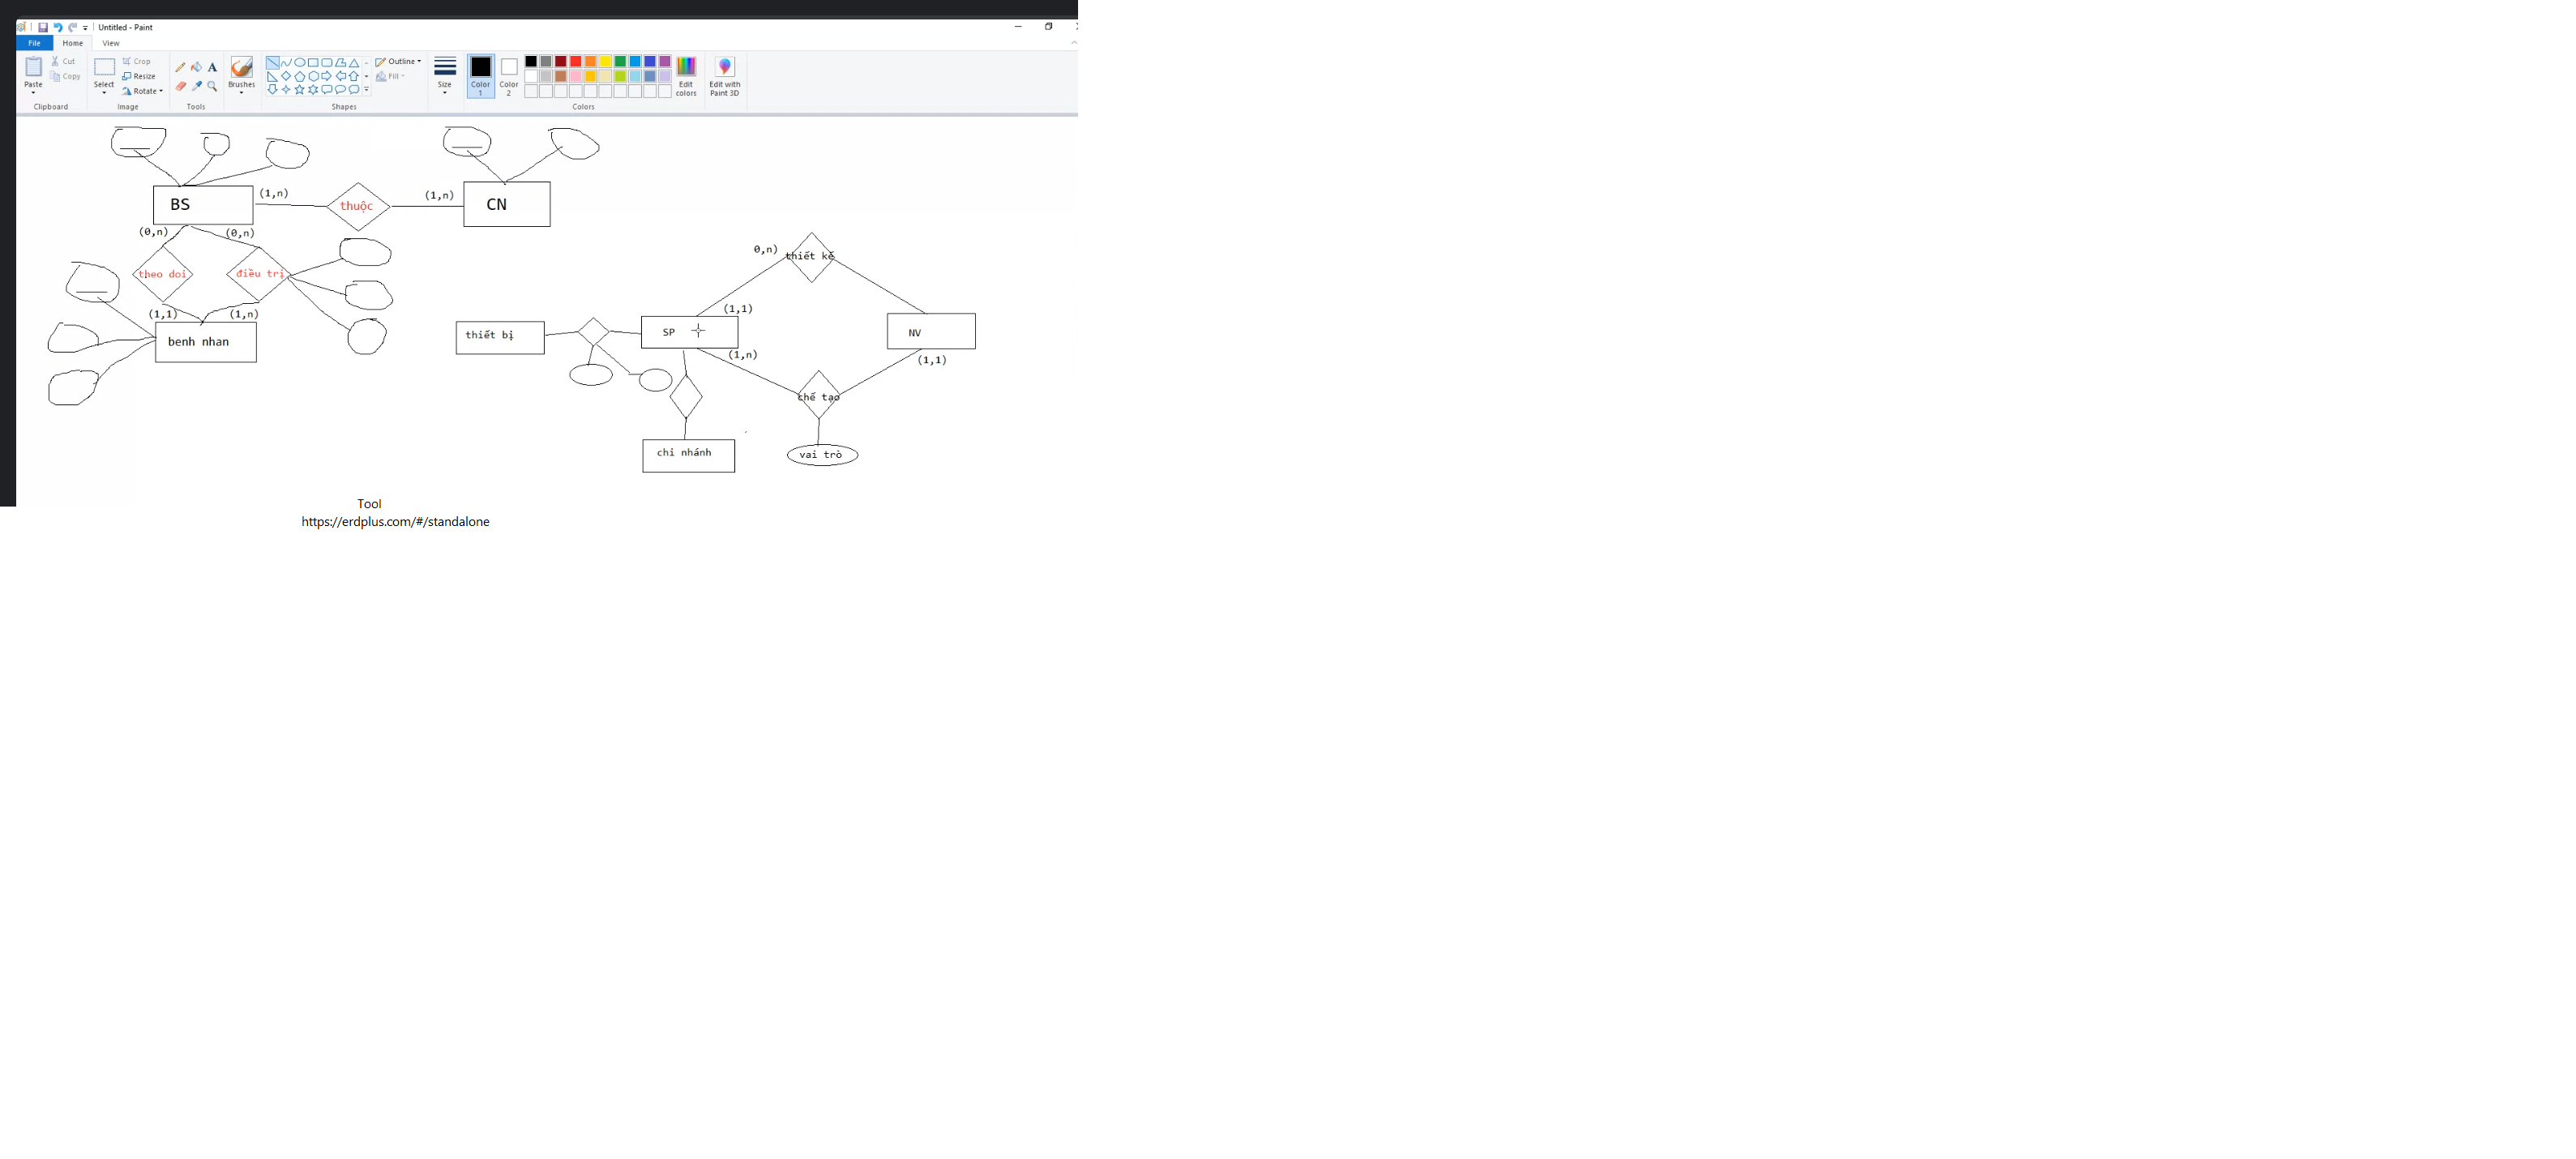 Untitled - Paint
File Home View
Paste Cut Copy Clipboard
Select Crop Resize Rotate Image
Tools
Brushes
Outline Fill Shapes
Size
Color 1
Color 2
Colors
Edit colors
Edit with Paint 3D
BS
(1,n)
thuộc
(1,n)
CN
(0,n)
(0,n)
theo doi
điều trị
(1,1)
(1,n)
benh nhan
0,n)
thiết kế
(1,1)
thiết bị
SP
NV
(1,n)
(1,1)
chế tạo
chi nhánh
vai trò
Tool
https://erdplus.com/#/standalone